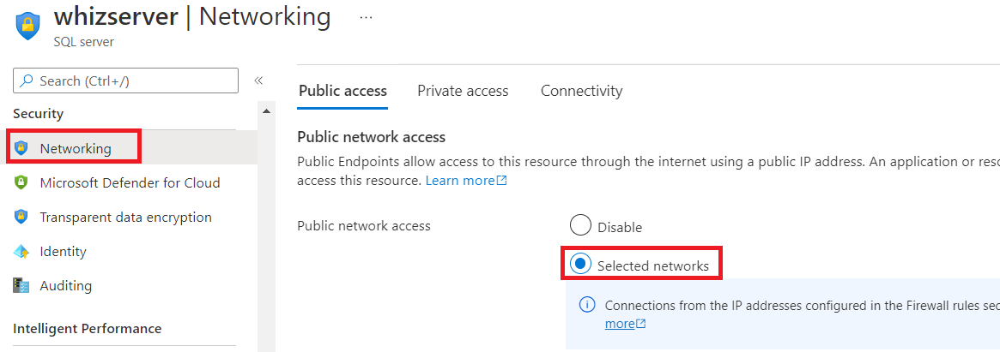 whizserver | Networking ...
SQL server
Search (Ctrl+/)
«
Security
Networking
Microsoft Defender for Cloud
Transparent data encryption
Identity
Auditing
Intelligent Performance
Public access Private access Connectivity
Public network access
Public Endpoints allow access to this resource through the internet using a public IP address. An application or
access this resource. Learn more
Public network access
Disable
Selected networks
Connections from the IP addresses configured in the Firewall rules
more